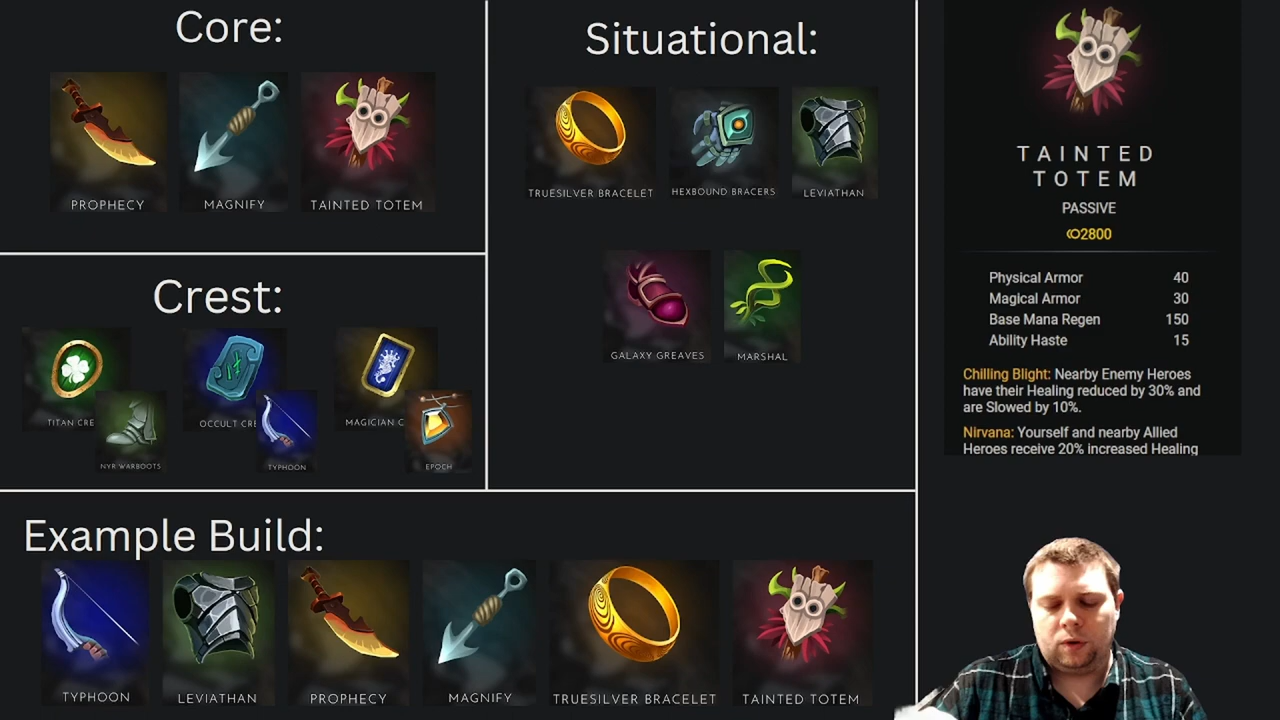 Core:
PROPHECY
MAGNIFY
TAINTED TOTEM
Crest:
TITAN CRE
NYR WARBOOTS
OCCULT CRE
TYPHOON
MAGICIAN C
EPOCH
Situational:
TRUESILVER BRACELET
HEXBOUND BRACERS
LEVIATHAN
GALAXY GREAVES
MARSHAL
Example Build:
TYPHOON
LEVIATHAN
PROPHECY
MAGNIFY
TRUESILVER BRACELET
TAINTED TOTEM
TAINTED
TOTEM
PASSIVE
2800
Physical Armor 40
Magical Armor 30
Base Mana Regen 150
Ability Haste 15
Chilling Blight: Nearby Enemy Heroes
have their Healing reduced by 30% and
are Slowed by 10%.
Nirvana: Yourself and nearby Allied
Heroes receive 20% increased Healing